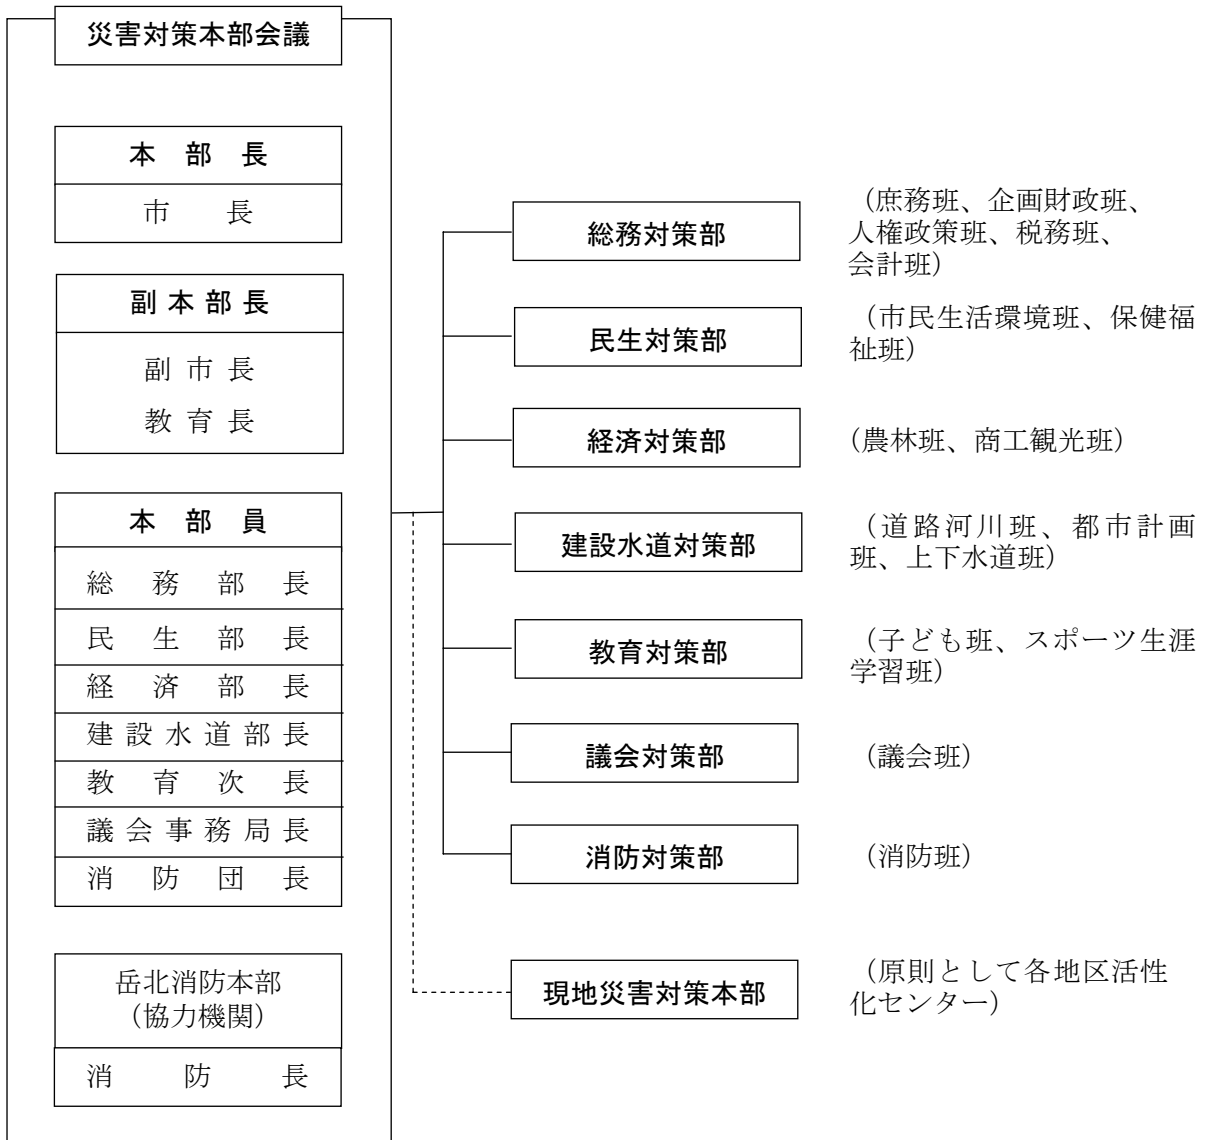 災害対策本部会議
本部長
市長
副本部長
副市長
教育長
本部員
総務部長
民生部長
経済部長
建設水道部長
教育次長
議会事務局長
消防団長
岳北消防本部
（協力機関）
消防長
総務対策部
（庶務班、企画財政班、
人権政策班、税務班、
会計班）
民生対策部
（市民生活環境班、保健福
祉班）
経済対策部
（農林班、商工観光班）
建設水道対策部
（道路河川班、都市計画
班、上下水道班）
教育対策部
（子ども班、スポーツ生涯
学習班）
議会対策部
（議会班）
消防対策部
（消防班）
現地災害対策本部
（原則として各地区活性
化センター）